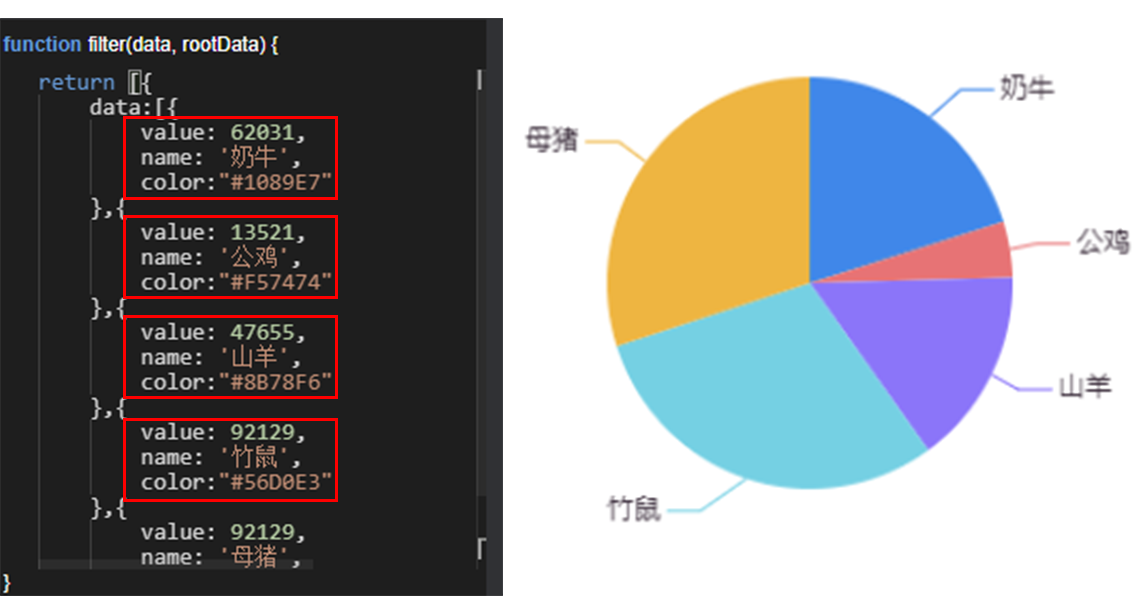 function filter(data, rootData) {
return [{
data:[{
value: 62031,
name: '奶牛',
color:"#1089E7"
},{
value: 13521,
name: '公鸡',
color:"#F57474"
},{
value: 47655,
name: '山羊',
color:"#8B78F6"
},{
value: 92129,
name: '竹鼠',
color:"#56D0E3"
},{
value: 92129,
name: '母猪',
}
奶牛
母猪
公鸡
山羊
竹鼠